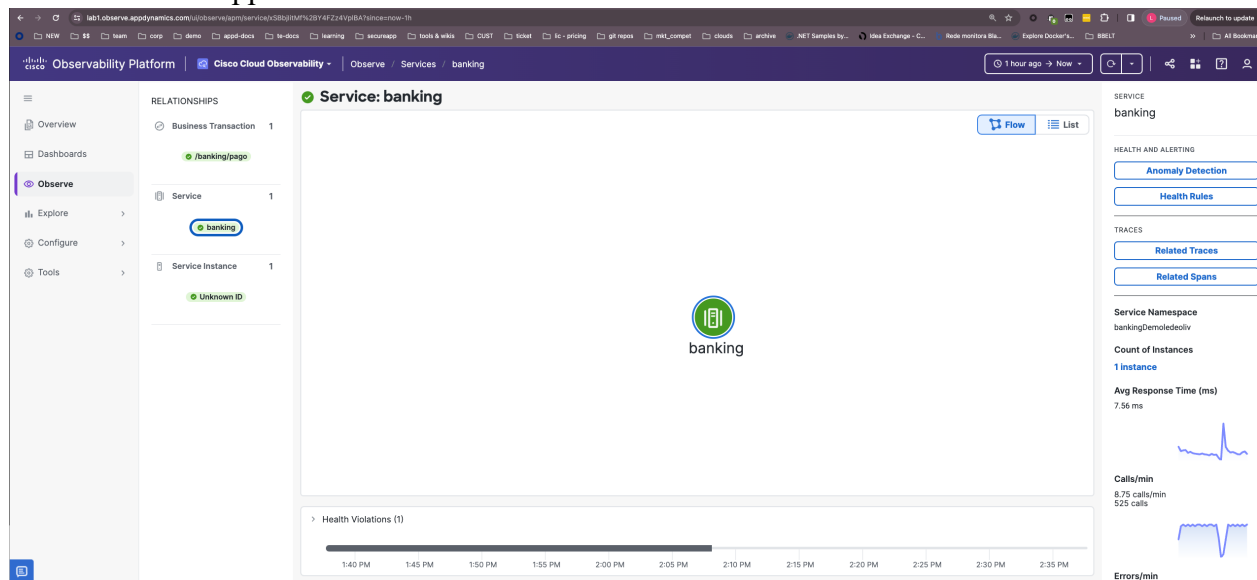 lab1.observe.appdynamics.com/ui/observe/apm/service/xSBbjlitMf%2BY4FZz4VpIBA?since=now-1h
L Paused
Relaunch to update
NEW $$ team corp demo appd-docs te-docs learning secureapp tools & wikis CUST ticket lic - pricing git repos mkt_compet clouds archive .NET Samples by... Idea Exchange - C... Rede monitora Bla... Explore Docker's... BBELT » All Bookmar
cisco Observability Platform Cisco Cloud Observability Observe / Services / banking 1 hour ago → Now
Overview
Dashboards
Observe
Explore
Configure
Tools
RELATIONSHIPS
Business Transaction 1
/banking/pago
Service 1
banking
Service Instance 1
Unknown ID
Service: banking
Flow List
banking
Health Violations (1)
1:40 PM 1:45 PM 1:50 PM 1:55 PM 2:00 PM 2:05 PM 2:10 PM 2:15 PM 2:20 PM 2:25 PM 2:30 PM 2:35 PM
SERVICE
banking
HEALTH AND ALERTING
Anomaly Detection
Health Rules
TRACES
Related Traces
Related Spans
Service Namespace
bankingDemoledeoliv
Count of Instances
1 instance
Avg Response Time (ms)
7.56 ms
Calls/min
8.75 calls/min
525 calls
Errors/min